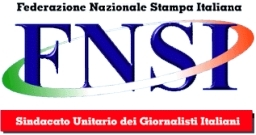 Federazione Nazionale Stampa Italiana
FNSI
Sindacato Unitario dei Giornalisti Italiani